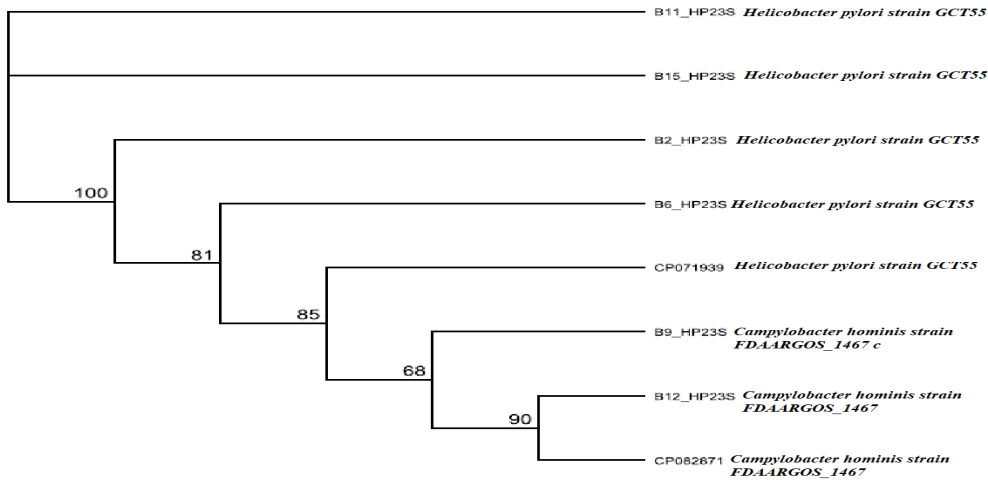 B11_HP23S Helicobacter pylori strain GCT55
B15_HP23S Helicobacter pylori strain GCT55
B2_HP23S Helicobacter pylori strain GCT55
100
B6_HP23S Helicobacter pylori strain GCT55
81
CP071939 Helicobacter pylori strain GCT55
85
B9_HP23S Campylobacter hominis strain
FDAARGOS_1467 c
68
B12_HP23S Campylobacter hominis strain
FDAARGOS_1467
90
CP082871 Campylobacter hominis strain
FDAARGOS_1467